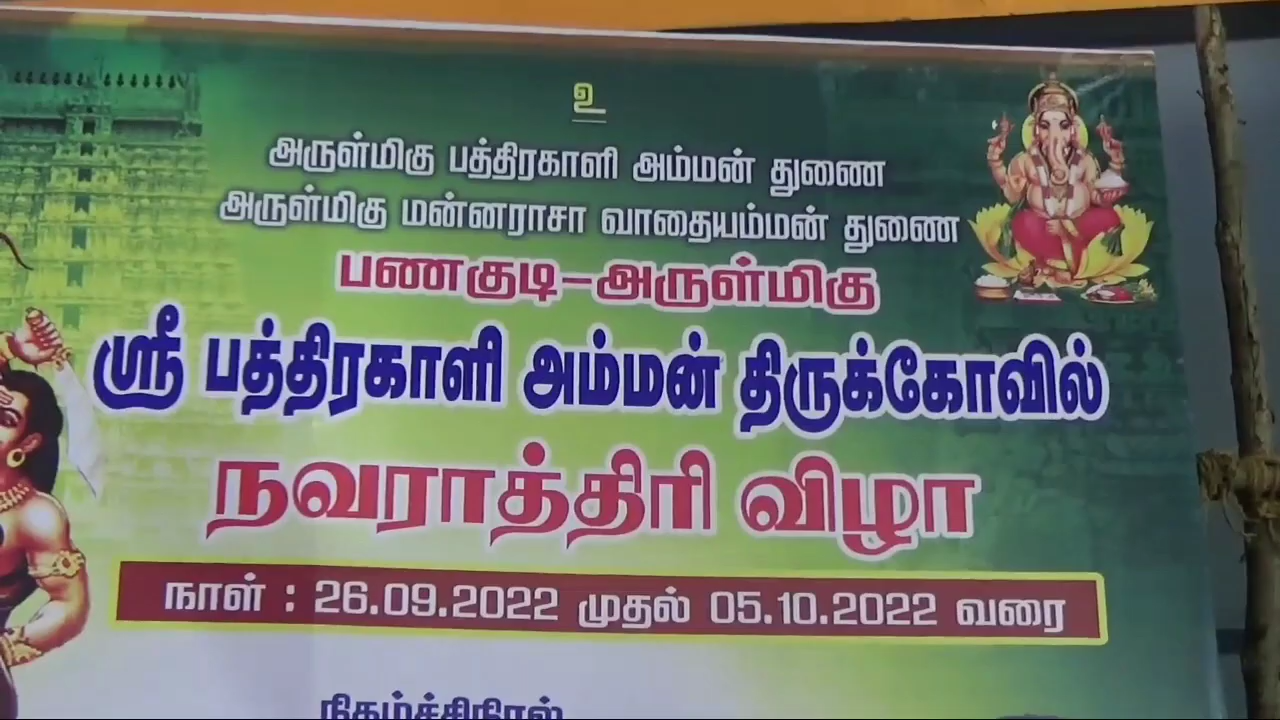 உ
அருள்மிகு பத்திரகாளி அம்மன் துணை
அருள்மிகு மன்னராசா வாதையம்மன் துணை
பணகுடி-அருள்மிகு
ஸ்ரீ பத்திரகாளி அம்மன் திருக்கோவில்
நவராத்திரி விழா
நாள் : 26.09.2022 முதல் 05.10.2022 வரை